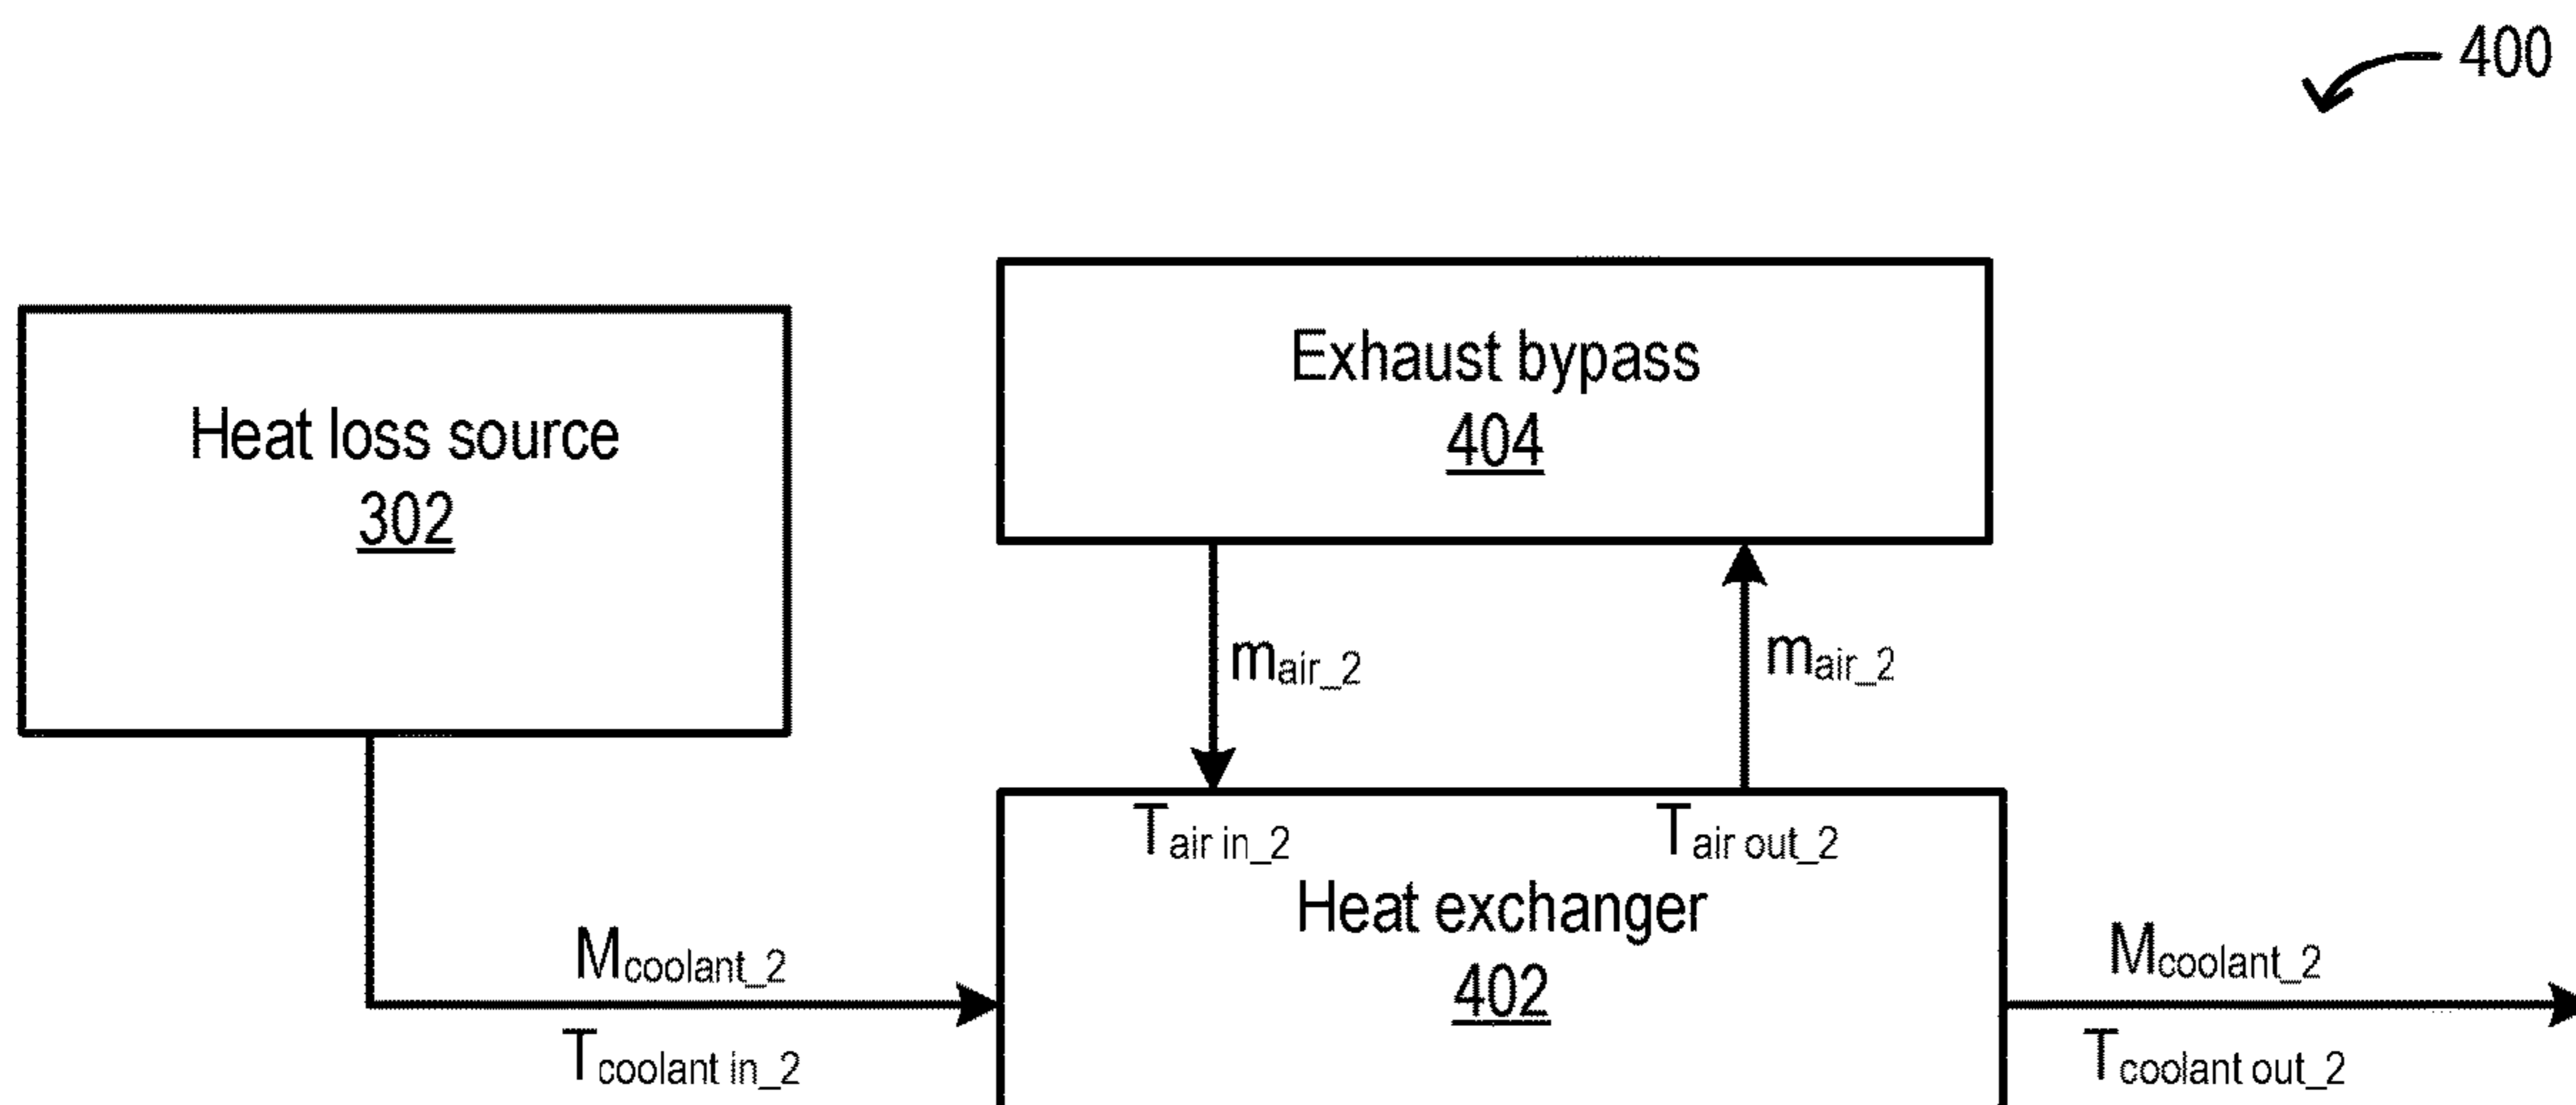 400
Exhaust bypass
404
Heat loss source
302
mair_2
mair_2
Tair in_2
Tair out_2
Heat exchanger
402
Mcoolant_2
Tcoolant in_2
Mcoolant_2
Tcoolant out_2